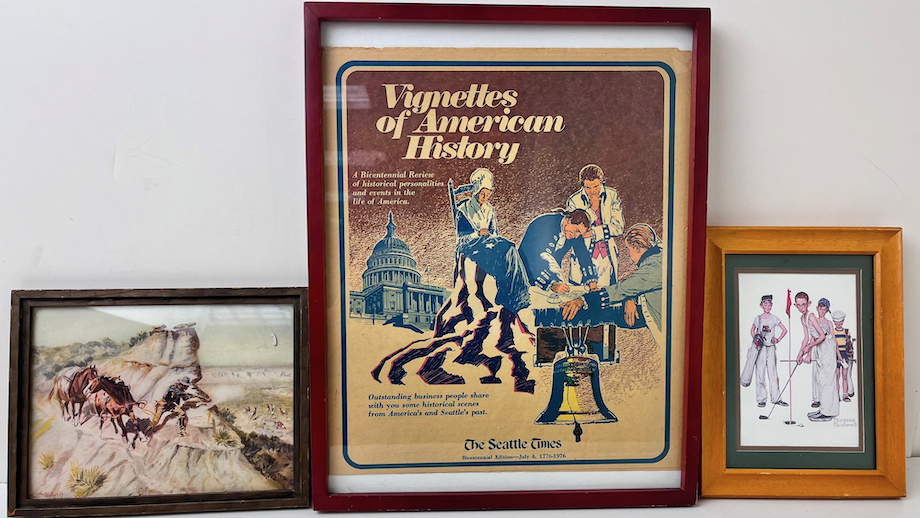 Vignettes
of American
History
A Bicentennial Review
of historical personalities
and events in the
life of America.
Outstanding business people share
with you some historical scenes
from America's and Seattle's past.
The Seattle Times
Bicentennial Edition—July 4, 1776-1976
Norman
Rockwell